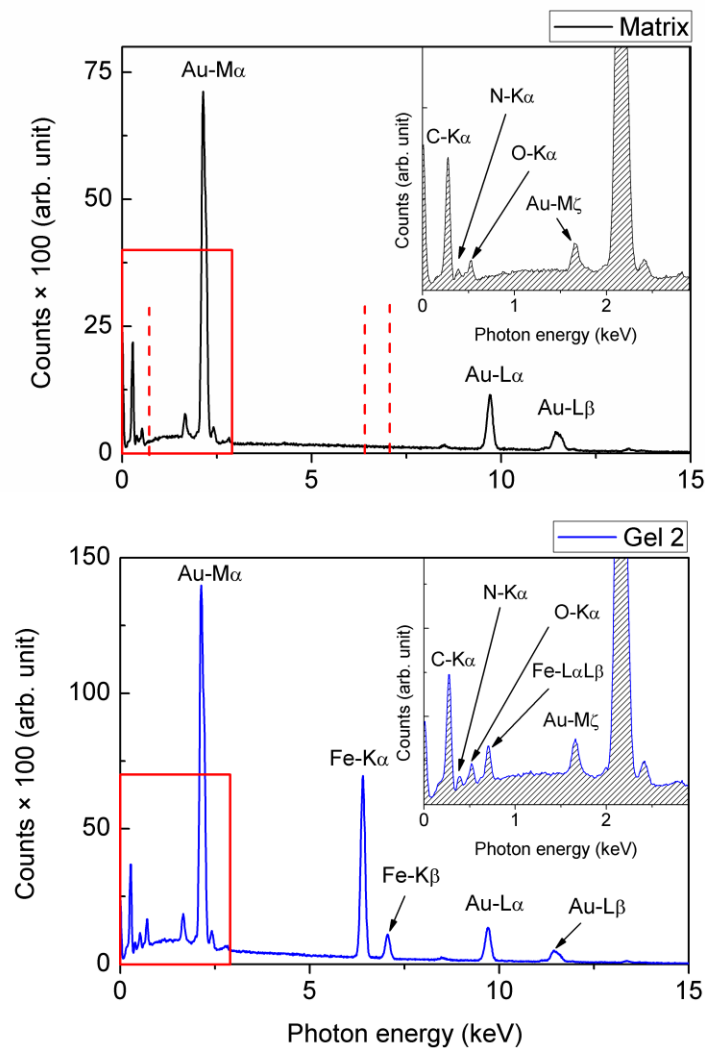 Matrix
75
50
25
0
0
5
10
15
Counts × 100 (arb. unit)
Au-Mα
Au-Lα
Au-Lβ
N-Kα
C-Kα
O-Kα
Au-Mζ
Counts (arb. unit)
0
1
2
Photon energy (keV)
Gel 2
150
100
50
0
0
5
10
15
Counts × 100 (arb. unit)
Au-Mα
Fe-Kα
Fe-Kβ
Au-Lα
Au-Lβ
N-Kα
O-Kα
C-Kα
Fe-LαLβ
Au-Mζ
Counts (arb. unit)
0
1
2
Photon energy (keV)
Photon energy (keV)